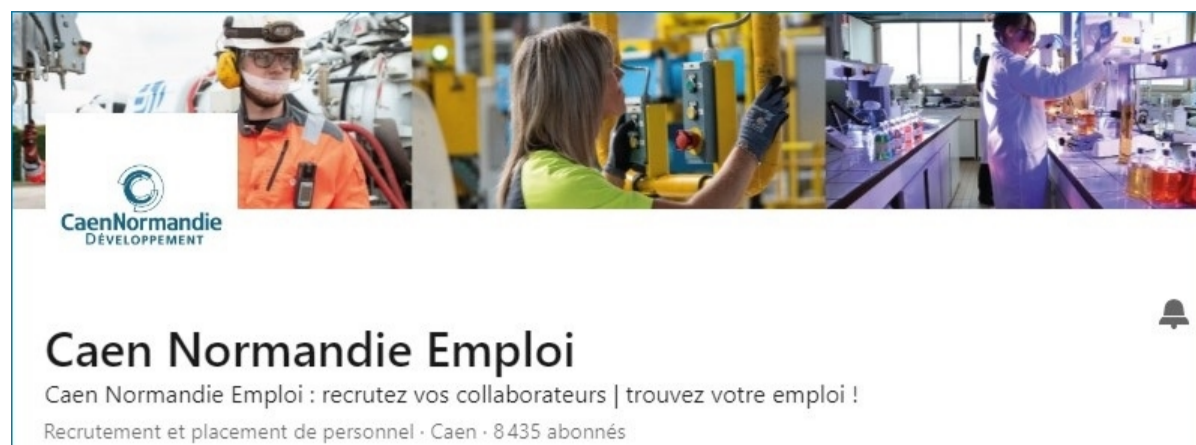 CaenNormandie
DÉVELOPPEMENT
Caen Normandie Emploi
Caen Normandie Emploi : recrutez vos collaborateurs | trouvez votre emploi !
Recrutement et placement de personnel · Caen · 8 435 abonnés